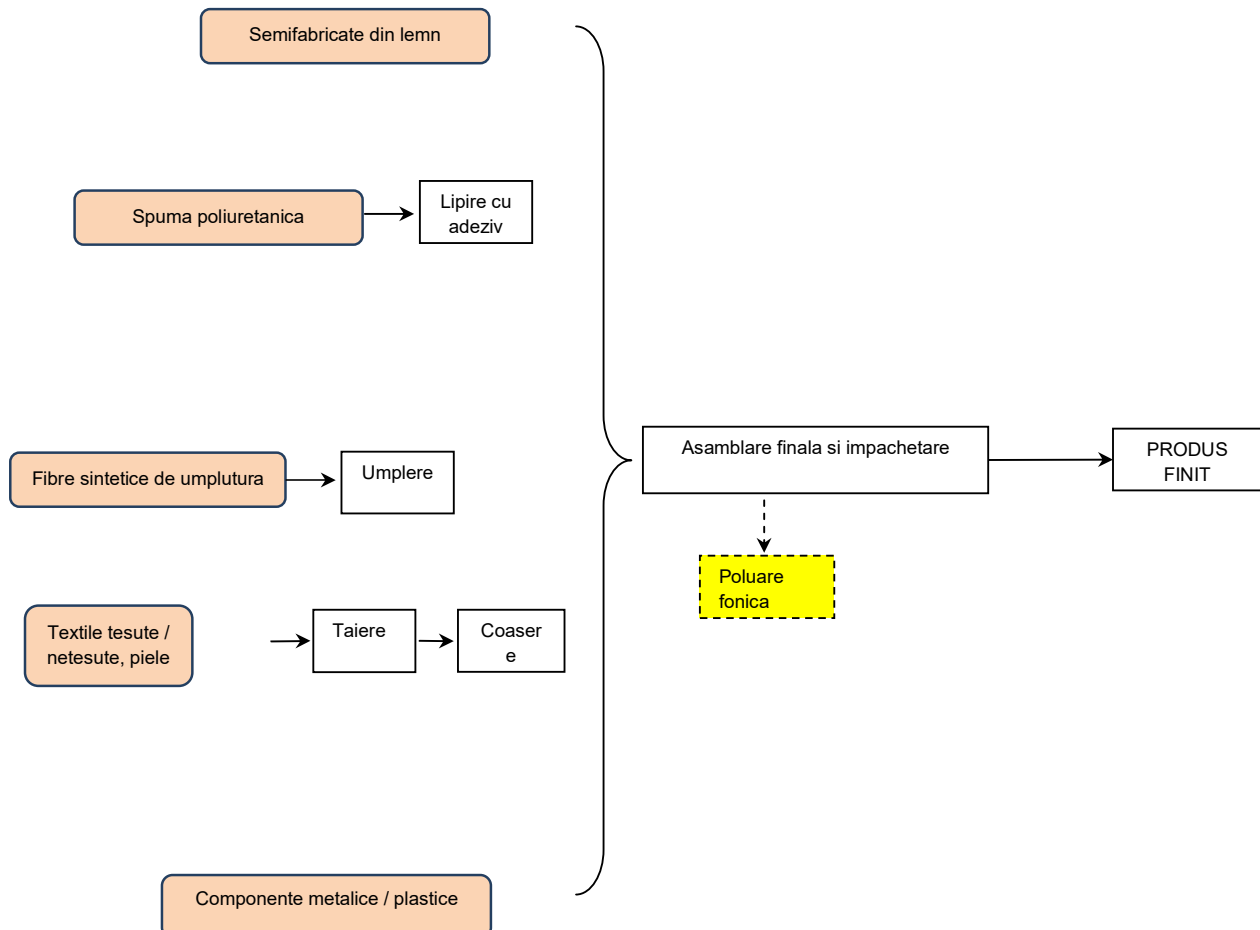 Semifabricate din lemn
Spuma poliuretanica
Lipire cu
adeziv
Fibre sintetice de umplutura
Umplere
Asamblare finala si impachetare
PRODUS
FINIT
Poluare
fonica
Textile tesute /
netesute, piele
Taiere
Coaser
e
Componente metalice / plastice